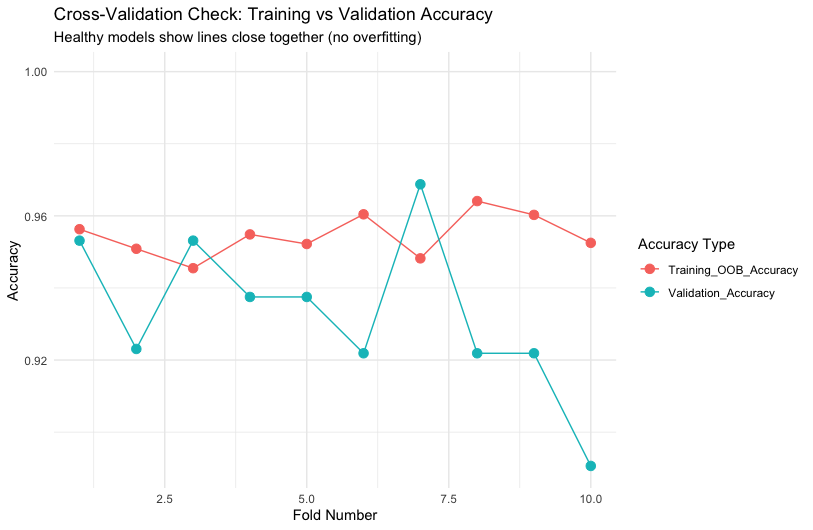 Cross-Validation Check: Training vs Validation Accuracy
Healthy models show lines close together (no overfitting)
1.00
0.96
0.92
Accuracy
2.5
5.0
7.5
10.0
Fold Number
Accuracy Type
Training_OOB_Accuracy
Validation_Accuracy